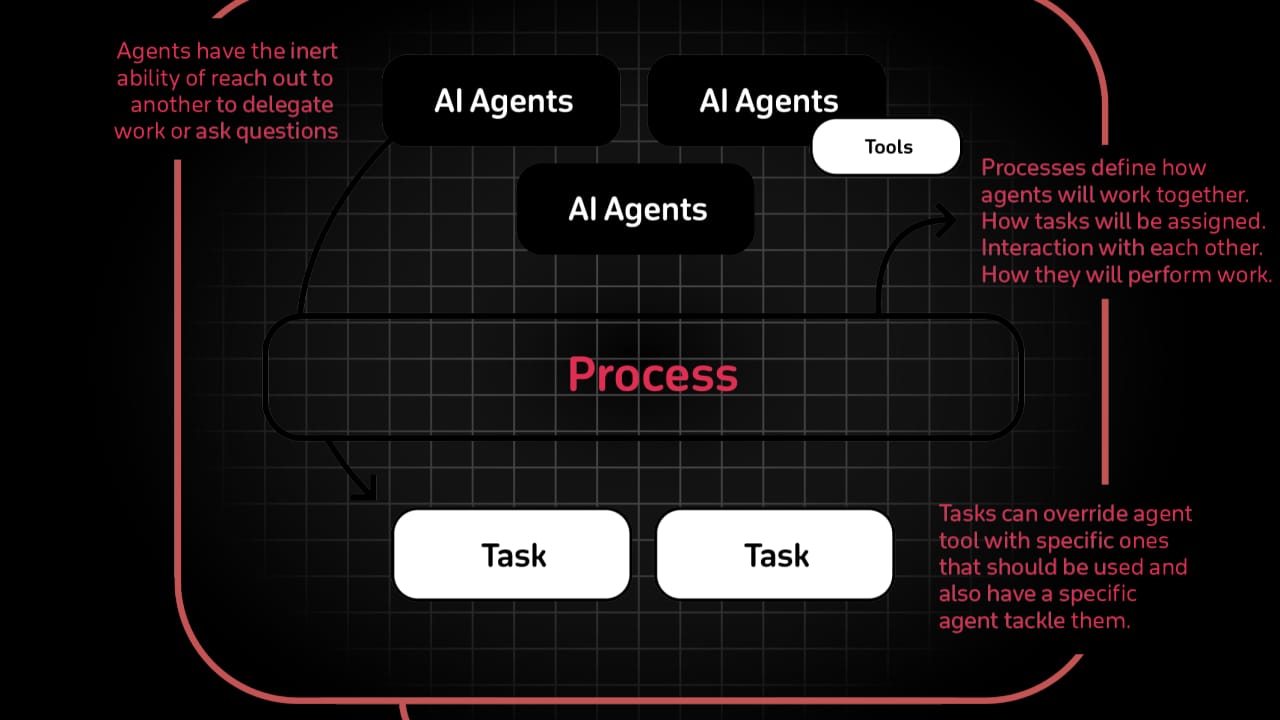 Agents have the inert
ability of reach out to
another to delegate
work or ask questions
AI Agents
AI Agents
Tools
AI Agents
Processes define how
agents will work together.
How tasks will be assigned.
Interaction with each other.
How they will perform work.
Process
Task
Task
Tasks can override agent
tool with specific ones
that should be used and
also have a specific
agent tackle them.